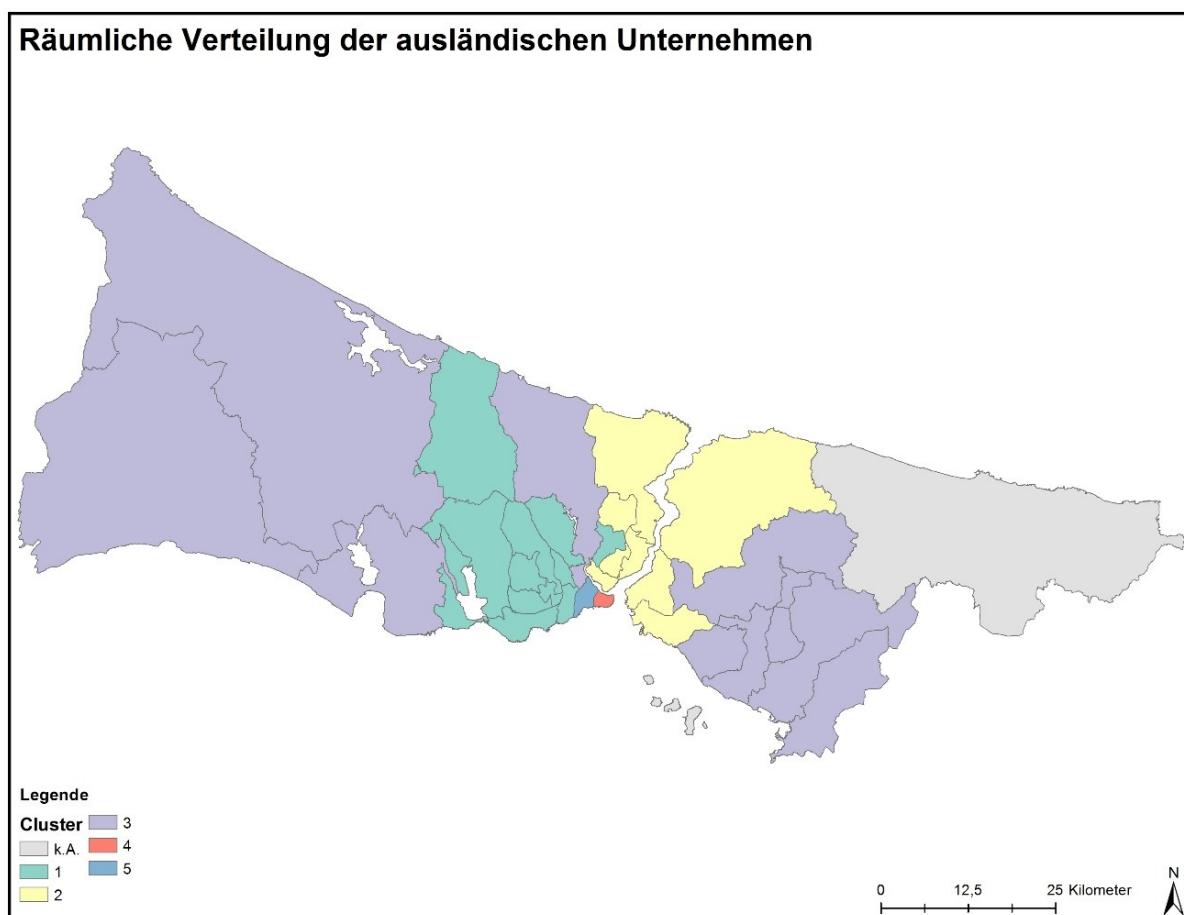 Räumliche Verteilung der ausländischen Unternehmen
Legende
Cluster
k.A.
1
2
3
4
5
0 12,5 25 Kilometer
N